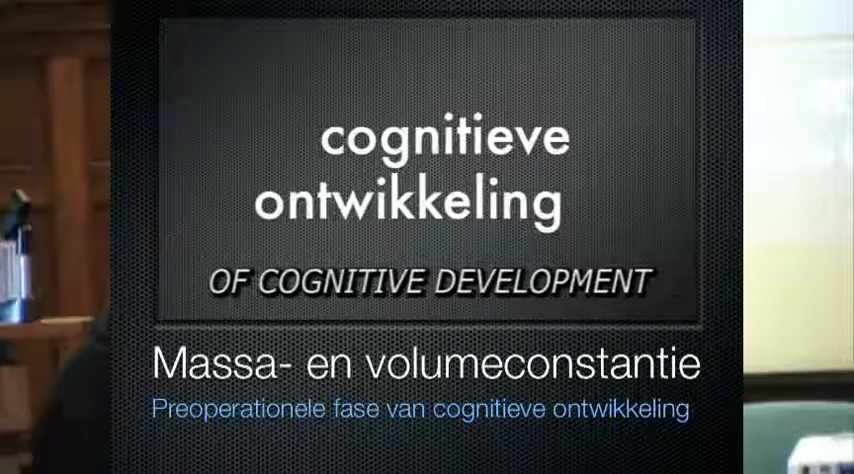 cognitieve
ontwikkeling
OF COGNITIVE DEVELOPMENT
Massa- en volumeconstantie
Preoperationele fase van cognitieve ontwikkeling